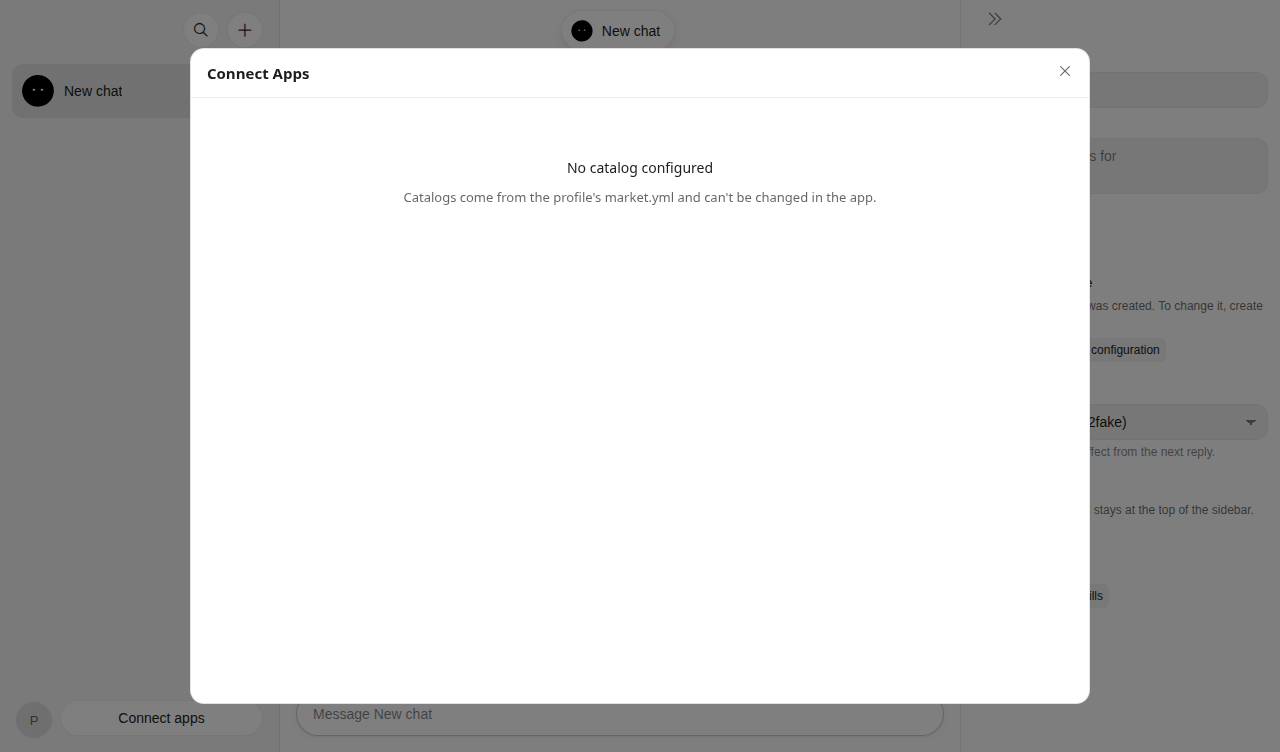 New chat
New chat
Connect Apps
No catalog configured
Catalogs come from the profile's market.yml and can't be changed in the app.
s for
was created. To change it, create
configuration
2fake)
ffect from the next reply.
stays at the top of the sidebar.
ills
P
Connect apps
Message New chat